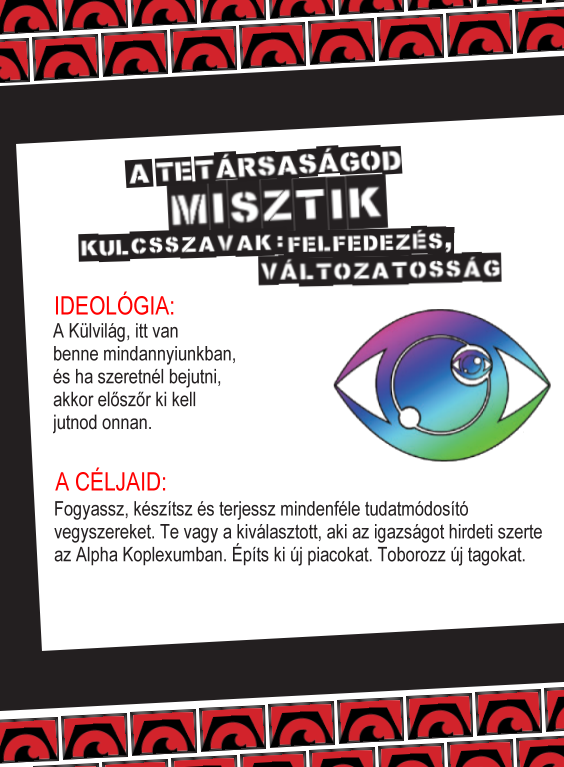 A TETÁRSASÁGOD
MISZTIK
KULCSSZAVAK: FELFEDEZÉS,
VÁLTOZATOSSÁG
IDEOLÓGIA:
A Külvilág, itt van
benne mindannyiunkban,
és ha szeretnél bejutni,
akkor előszőr ki kell
jutnod onnan.
A CÉLJAID:
Fogyassz, készítsz és terjessz mindenféle tudatmódosító
vegyszereket. Te vagy a kiválasztott, aki az igazságot hirdeti szerte
az Alpha Koplexumban. Építs ki új piacokat. Toborozz új tagokat.